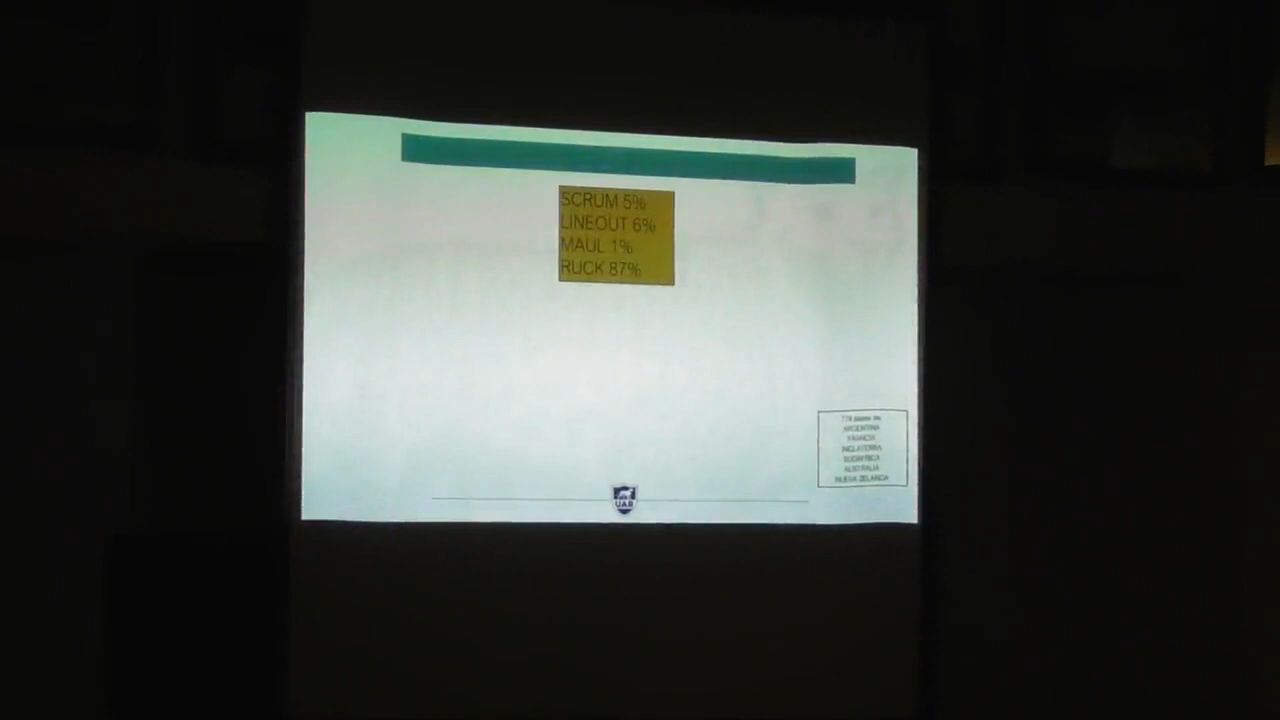 SCRUM 5%
LINEOUT 6%
MAUL 1%
RUCK 87%
ARGENTINA
FRANCIA
INGLATERRA
SUDAFRICA
AUSTRALIA
NUEVA ZELANDA
UAR